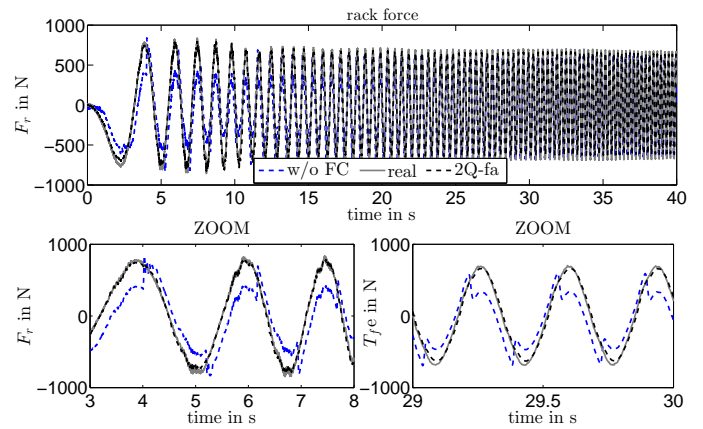 rack force
F_r in N
1000
500
0
−500
−1000
0 5 10 15 20 25 30 35 40
w/o FC real 2Q-fa
time in s
ZOOM ZOOM
F_r in N
1000
0
−1000
3 4 5 6 7 8
time in s
T_fe in N
1000
0
−1000
29 29.5 30
time in s